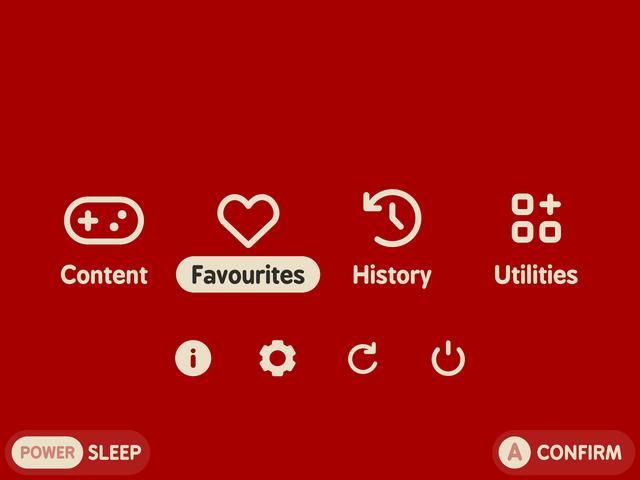 Content
Favourites
History
Utilities
POWER SLEEP
A CONFIRM